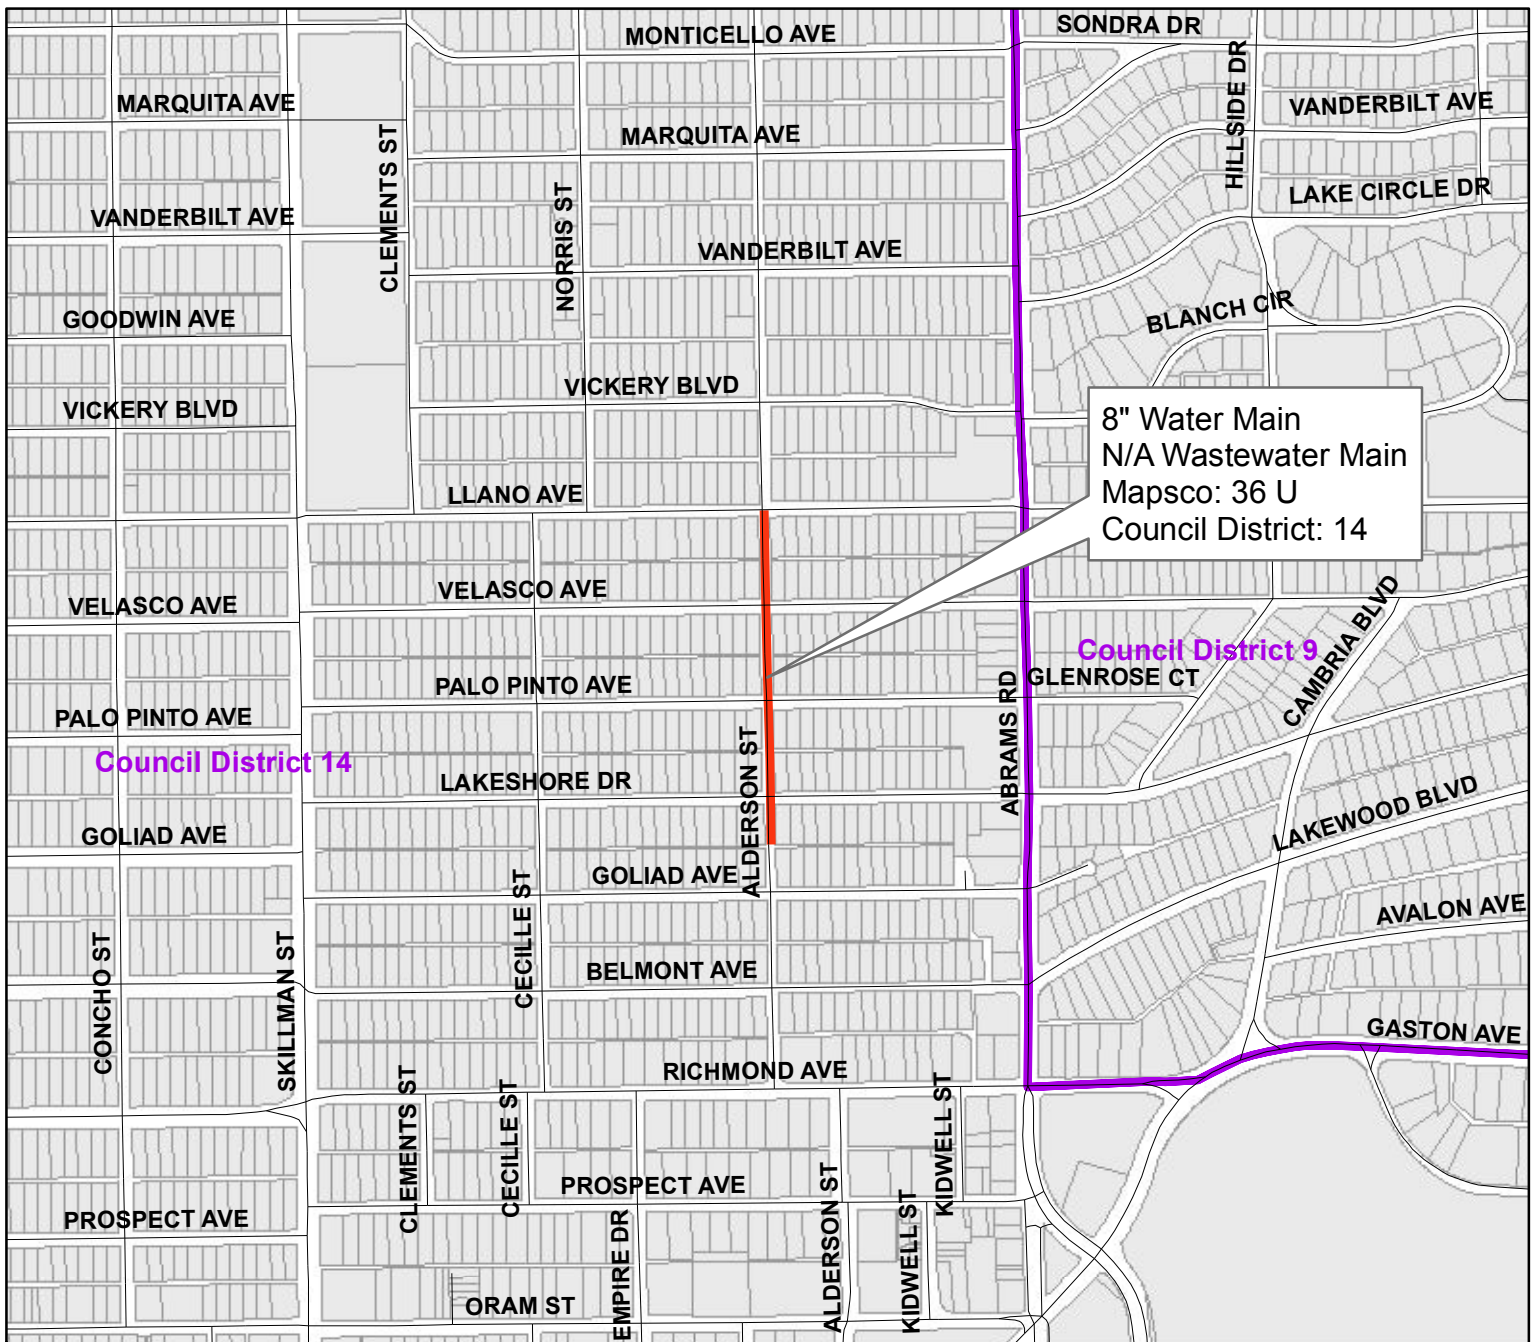 MONTICELLO AVE
SONDRA DR
HILLSIDE DR
MARQUITA AVE
VANDERBILT AVE
MARQUITA AVE
CLEMENTS ST
NORRIS ST
LAKE CIRCLE DR
VANDERBILT AVE
VANDERBILT AVE
BLANCH CIR
GOODWIN AVE
VICKERY BLVD
VICKERY BLVD
8" Water Main
N/A Wastewater Main
Mapsco: 36 U
Council District: 14
LLANO AVE
VELASCO AVE
VELASCO AVE
CAMBRIA BLVD
Council District 9
GLENROSE CT
PALO PINTO AVE
ABRAMS RD
PALO PINTO AVE
Council District 14
ALDERSON ST
LAKESHORE DR
LAKEWOOD BLVD
GOLIAD AVE
GOLIAD AVE
CECILLE ST
AVALON AVE
CONCHO ST
SKILLMAN ST
BELMONT AVE
GASTON AVE
RICHMOND AVE
CLEMENTS ST
CECILLE ST
KIDWELL ST
PROSPECT AVE
ALDERSON ST
KIDWELL ST
PROSPECT AVE
EMPIRE DR
ORAM ST